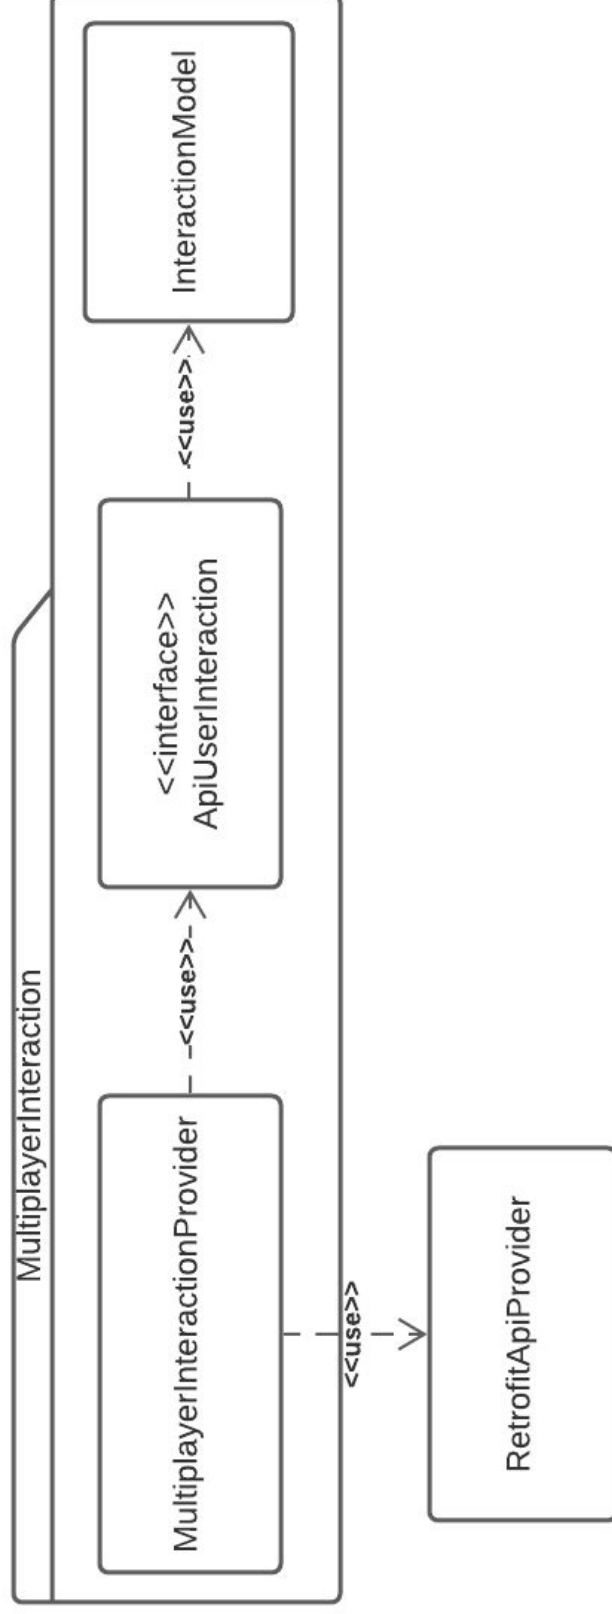 MultiplayerInteraction
MultiplayerInteractionProvider
<<use>>
<<interface>>
ApiUserInteraction
<<use>>
InteractionModel
<<use>>
RetrofitApiProvider